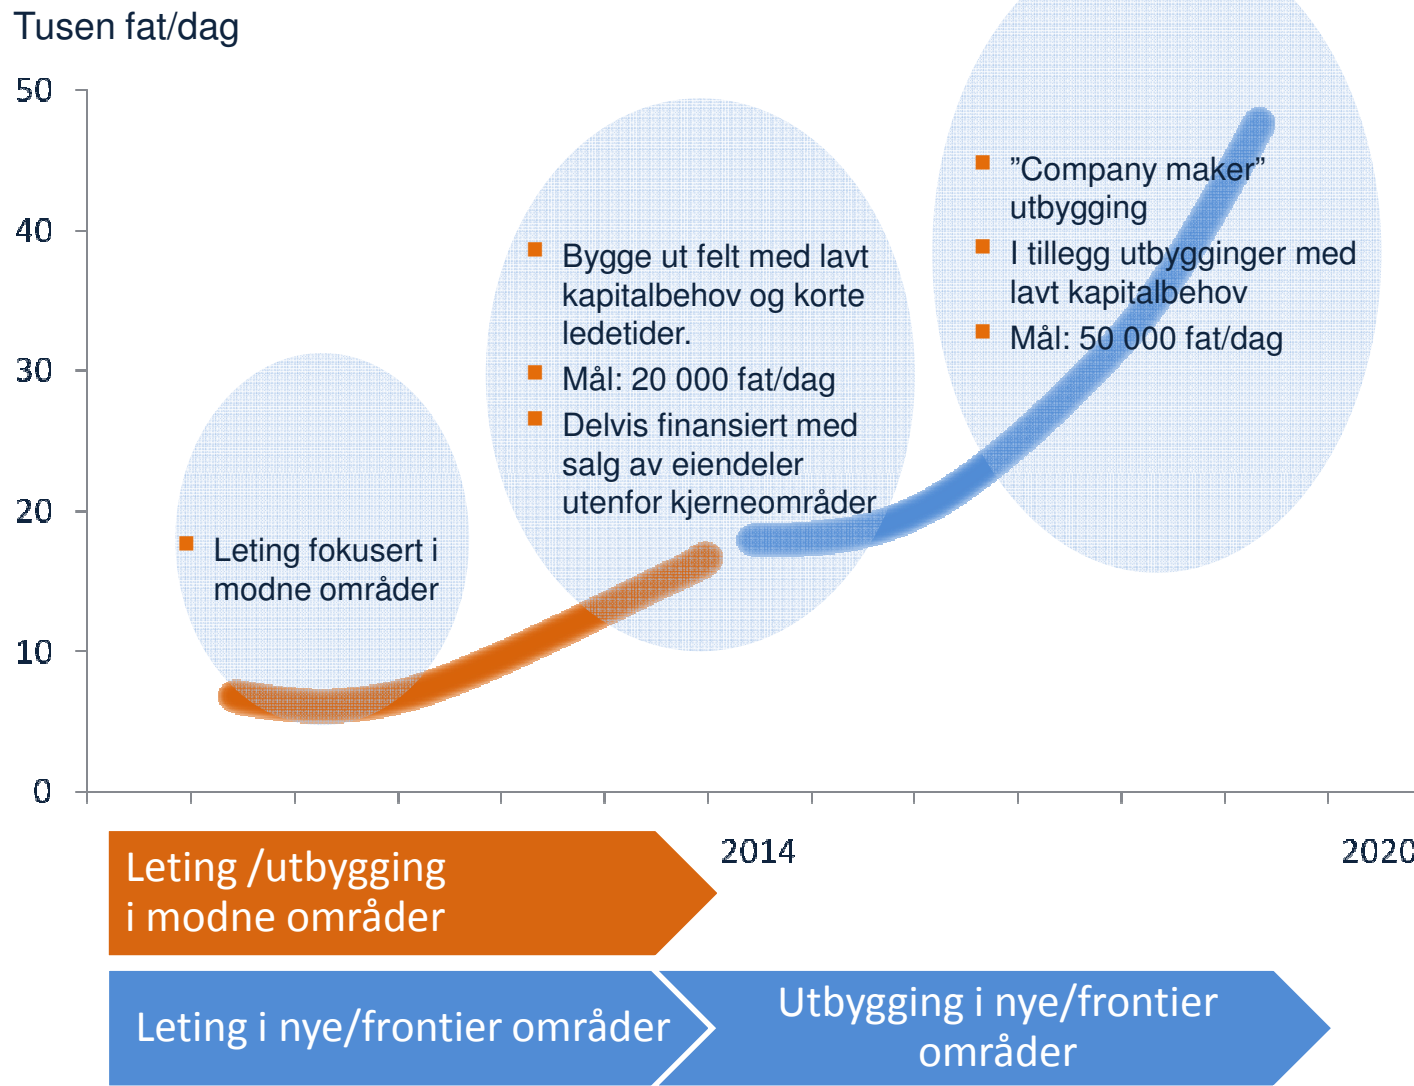 Tusen fat/dag
50
40
30
20
10
0
Leting fokusert i
modne områder
Bygge ut felt med lavt
kapitalbehov og korte
ledetider.
Mål: 20 000 fat/dag
Delvis finansiert med
salg av eiendeler
utenfor kjerneområder
”Company maker”
utbygging
I tillegg utbygginger med
lavt kapitalbehov
Mål: 50 000 fat/dag
2014
2020
Leting /utbygging
i modne områder
Leting i nye/frontier områder
Utbygging i nye/frontier
områder